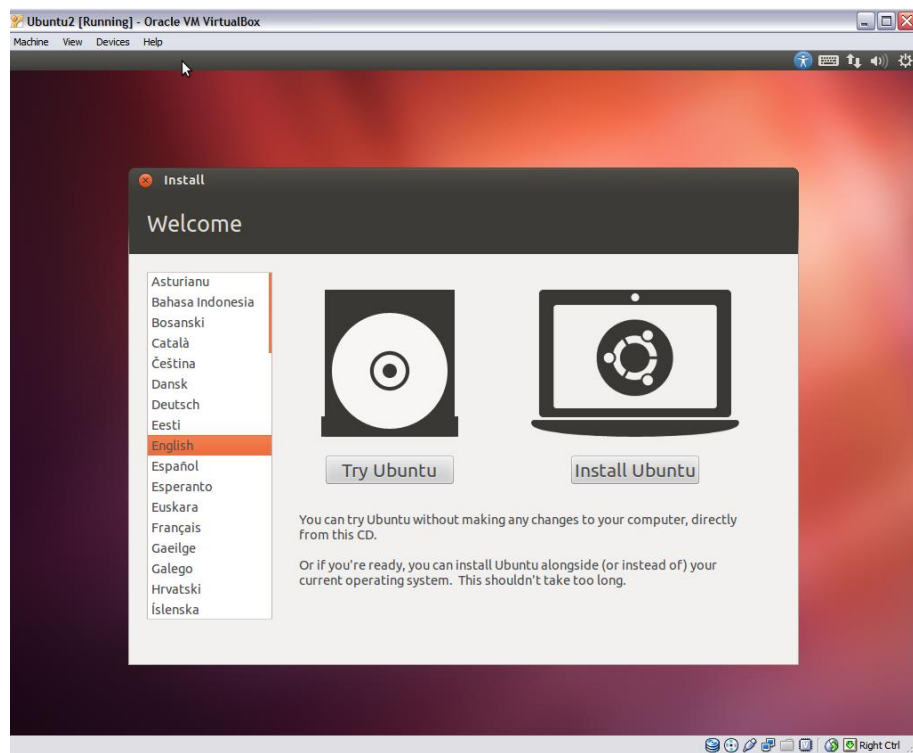 Ubuntu2 [Running] - Oracle VM VirtualBox
Machine View Devices Help
Install
Welcome
Asturianu
Bahasa Indonesia
Bosanski
Català
Čeština
Dansk
Deutsch
Eesti
English
Español
Esperanto
Euskara
Français
Gaeilge
Galego
Hrvatski
Íslenska
Try Ubuntu
Install Ubuntu
You can try Ubuntu without making any changes to your computer, directly
from this CD.
Or if you're ready, you can install Ubuntu alongside (or instead of) your
current operating system. This shouldn't take too long.
Right Ctrl